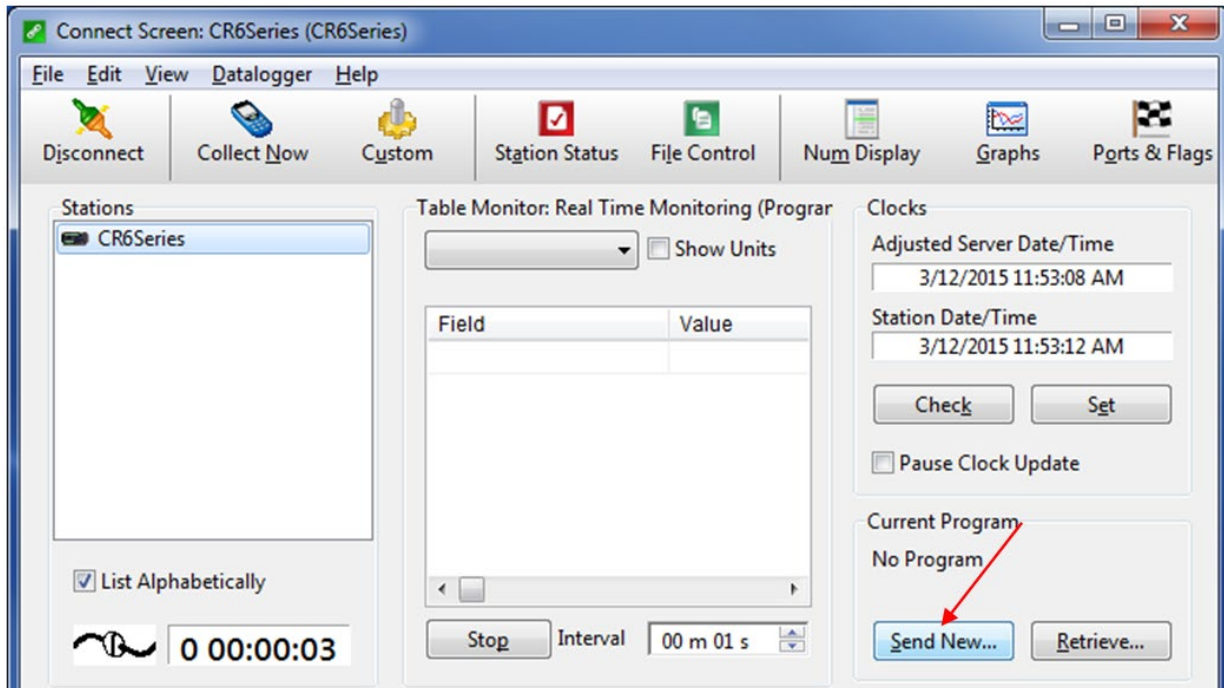 Connect Screen: CR6Series (CR6Series)
File Edit View Datalogger Help
Disconnect Collect Now Custom Station Status File Control Num Display Graphs Ports & Flags
Stations
CR6Series
List Alphabetically
0 00:00:03
Table Monitor: Real Time Monitoring (Progran
Show Units
Field Value
Stop Interval 00 m 01 s
Clocks
Adjusted Server Date/Time
3/12/2015 11:53:08 AM
Station Date/Time
3/12/2015 11:53:12 AM
Check Set
Pause Clock Update
Current Program
No Program
Send New... Retrieve...